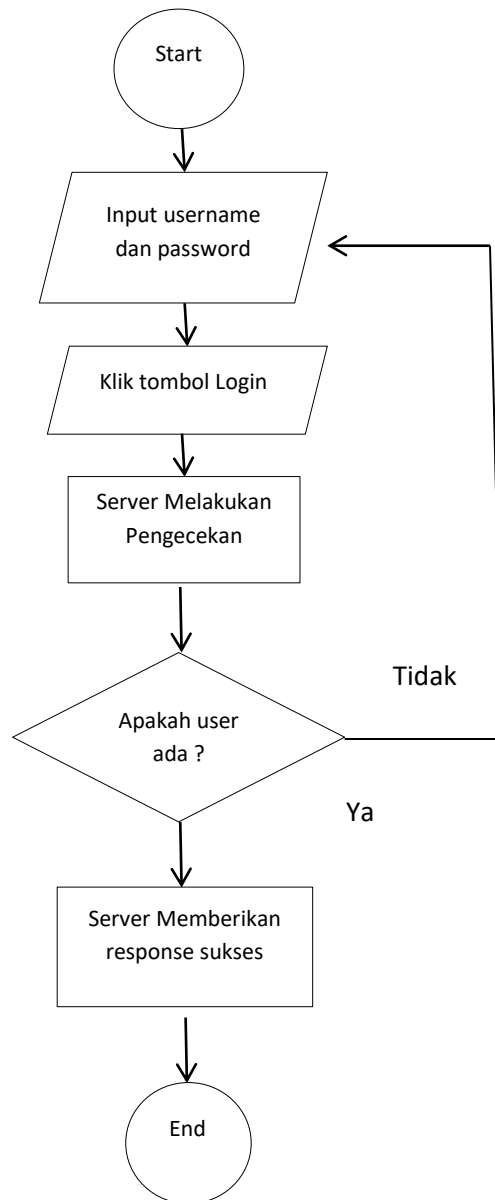 Start
Input username
dan password
Klik tombol Login
Server Melakukan
Pengecekan
Tidak
Apakah user
ada ?
Ya
Server Memberikan
response sukses
End